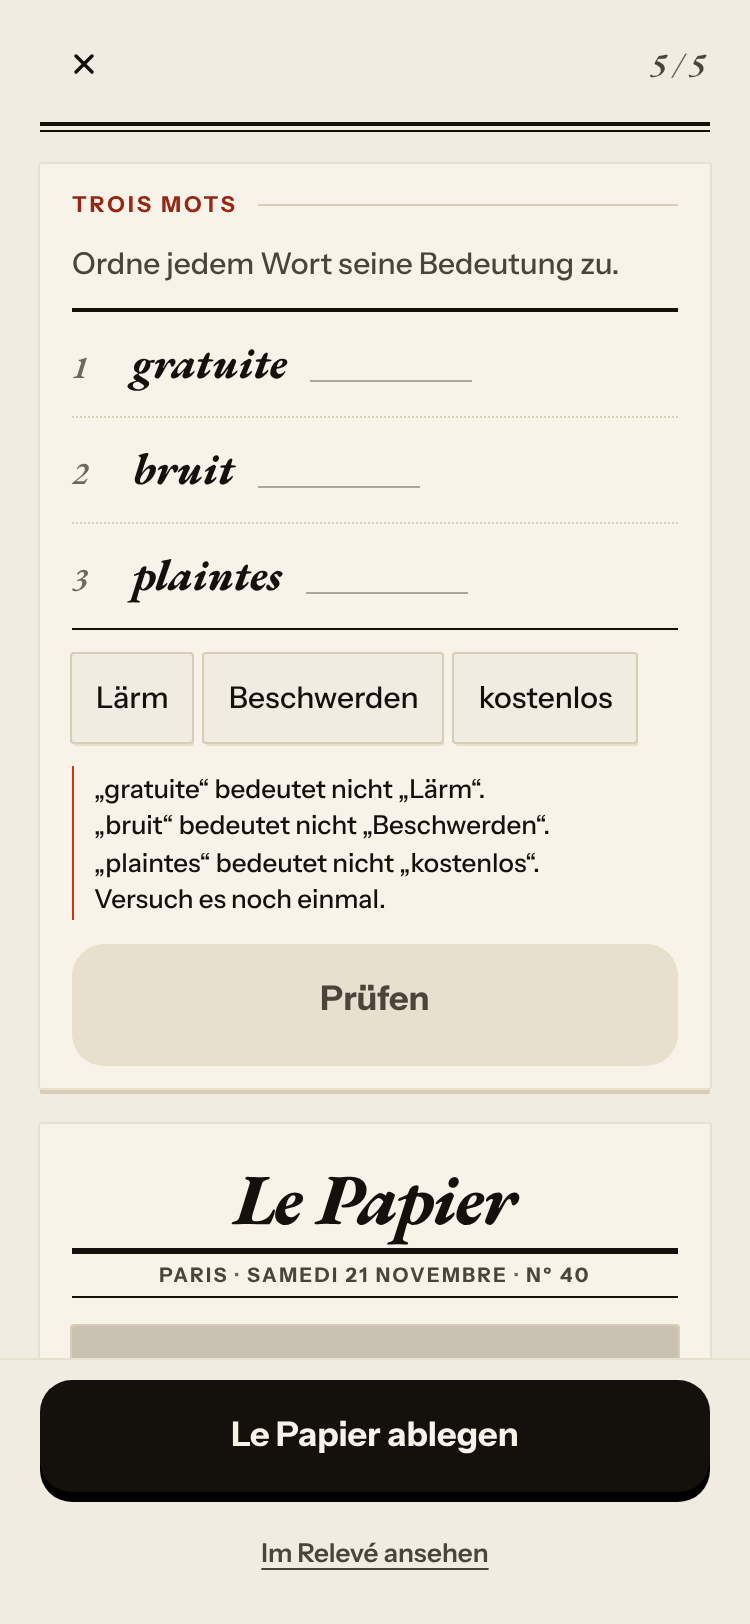 5/5
TROIS MOTS
Ordne jedem Wort seine Bedeutung zu.
1 gratuite
2 bruit
3 plaintes
Lärm Beschwerden kostenlos
„gratuite“ bedeutet nicht „Lärm“.
„bruit“ bedeutet nicht „Beschwerden“.
„plaintes“ bedeutet nicht „kostenlos“.
Versuch es noch einmal.
Prüfen
Le Papier
PARIS · SAMEDI 21 NOVEMBRE · N° 40
Le Papier ablegen
Im Relevé ansehen